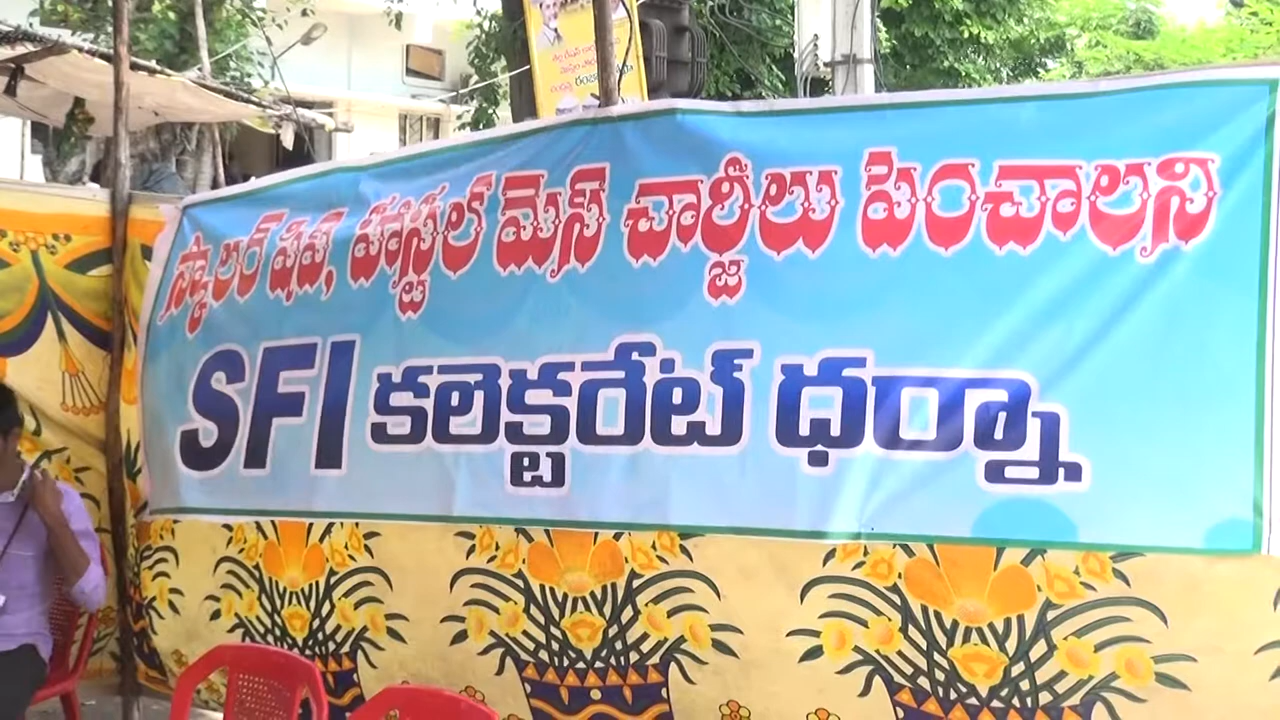 స్కాలర్ షిప్, హాస్టల్ మెస్ చార్జీలు పెంచాలని
SFI కలెక్టరేట్ ధర్నా